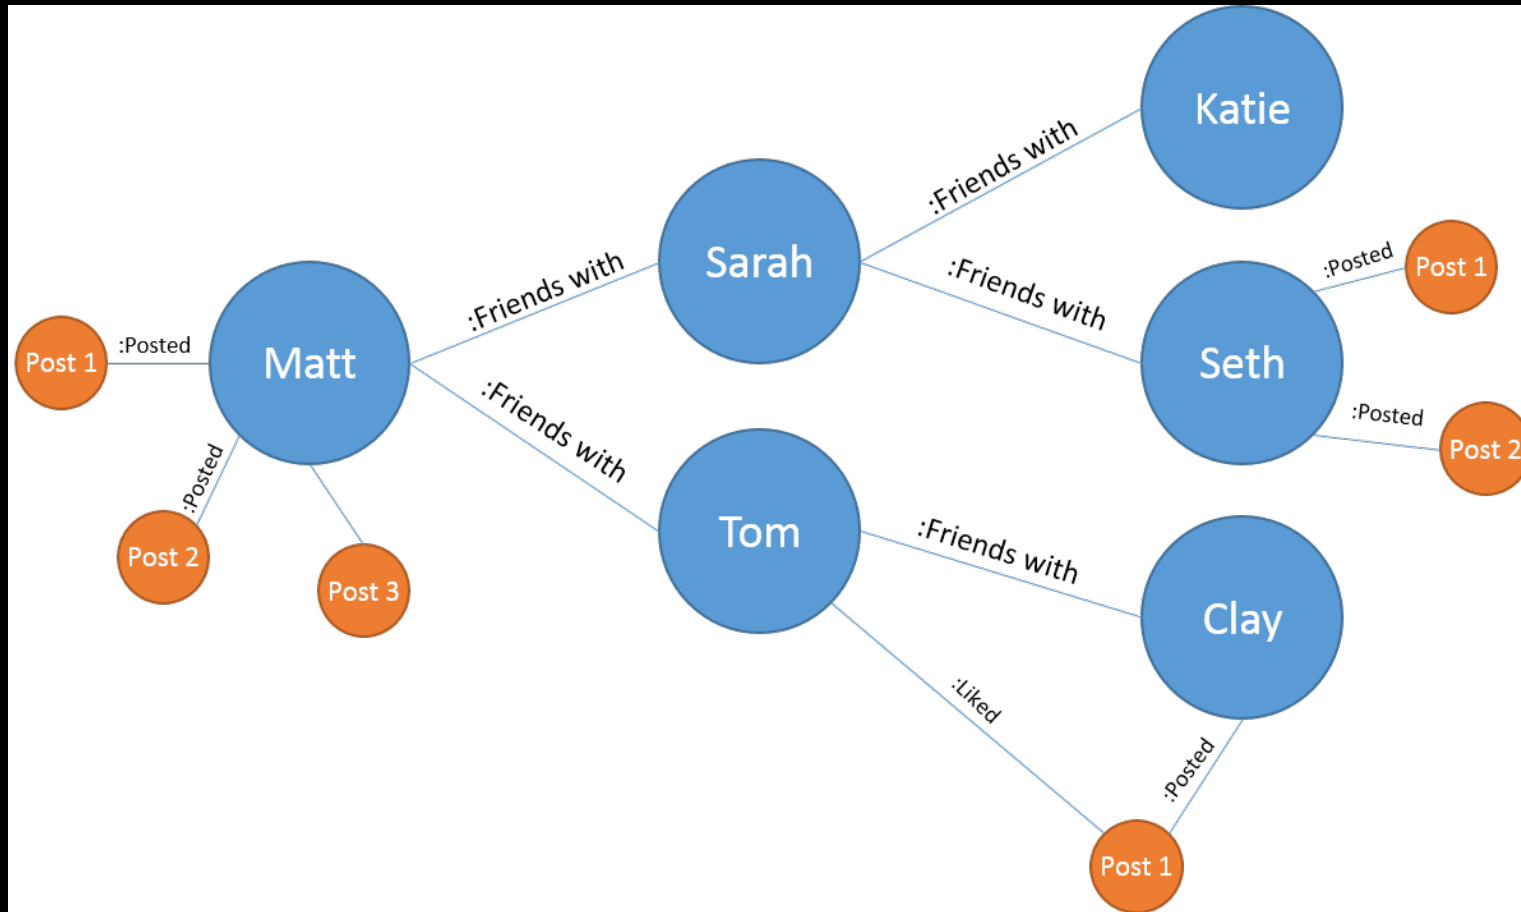 Katie
:Friends with
Sarah
:Friends with
:Friends with
:Posted
Post 1
Post 1
:Posted
Matt
Seth
:Friends with
:Posted
Post 2
:Posted
Post 2
Post 3
Tom
:Friends with
Clay
:Liked
:Posted
Post 1